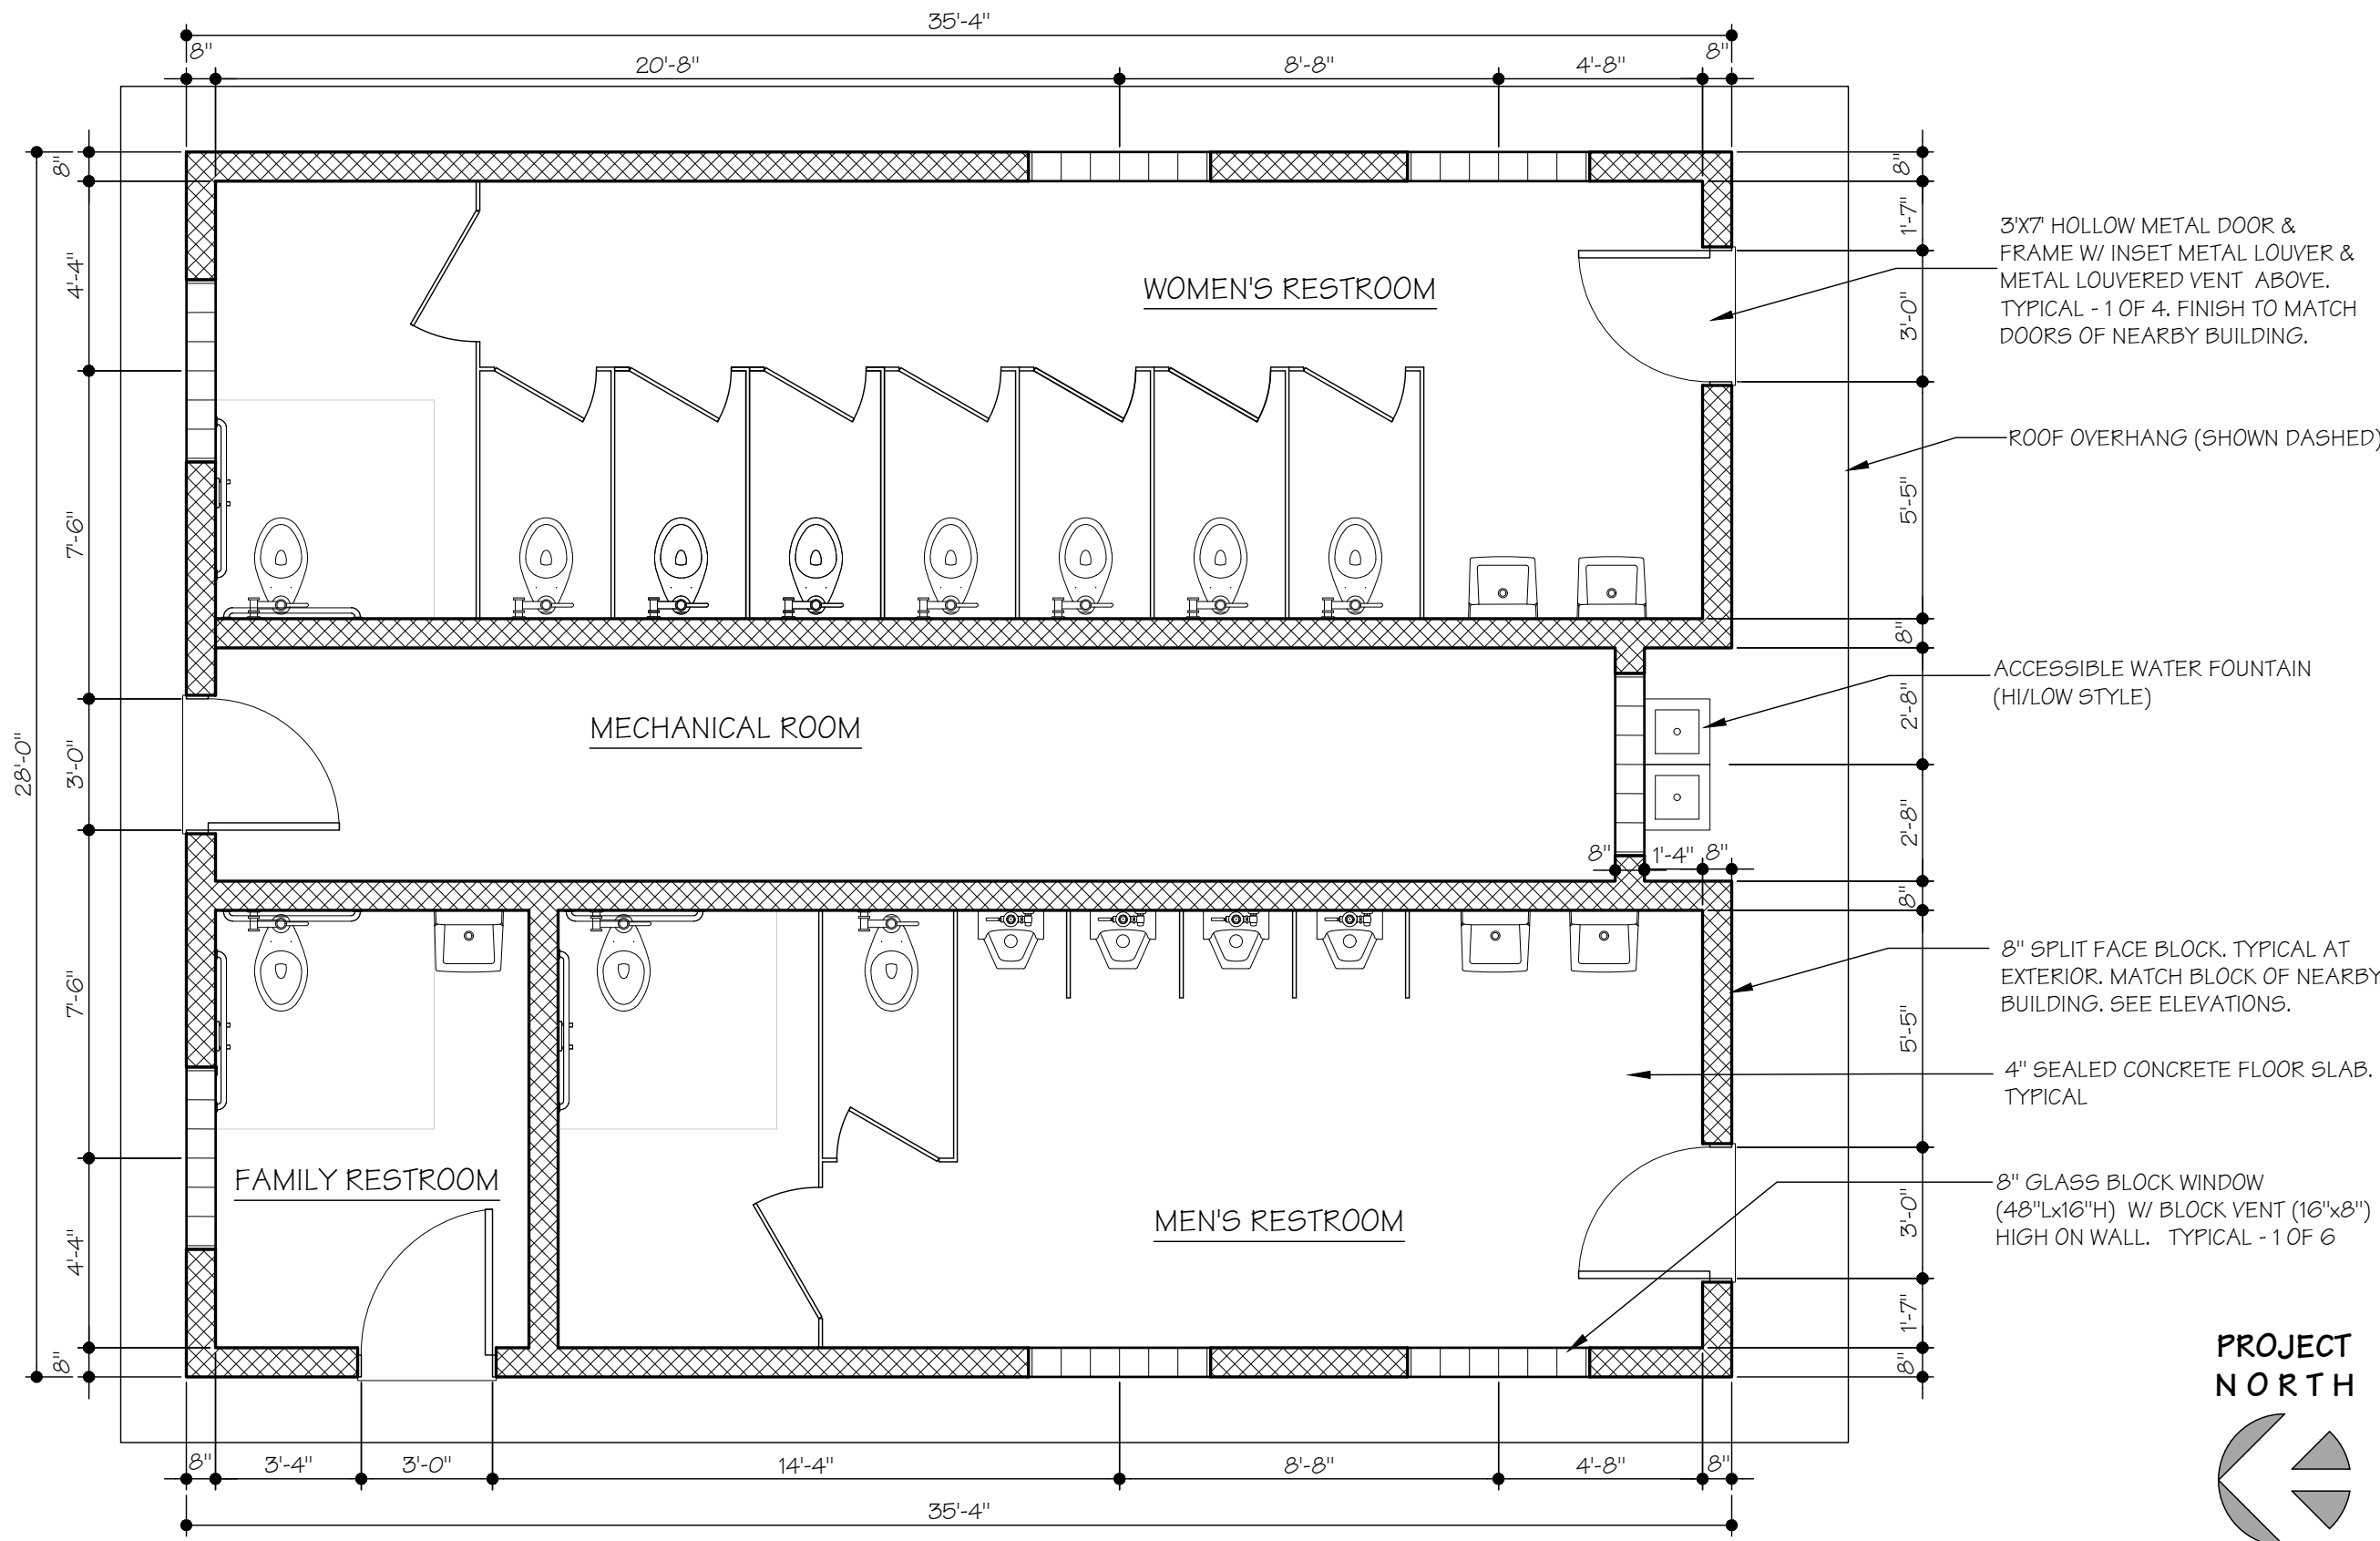 35'-4"
8"
20'-8"
8'-8"
4'-8"
8"
8"
4'-4"
7'-6"
3'-0"
7'-6"
4'-4"
8"
28'-0"
WOMEN'S RESTROOM
MECHANICAL ROOM
FAMILY RESTROOM
MEN'S RESTROOM
8"
1'-4"
8"
8"
1'-7"
3'-0"
5'-5"
8"
2'-8"
2'-8"
8"
5'-5"
3'-0"
1'-7"
8"
3'X7' HOLLOW METAL DOOR &
FRAME W/ INSET METAL LOUVER &
METAL LOUVERED VENT ABOVE.
TYPICAL - 1 OF 4. FINISH TO MATCH
DOORS OF NEARBY BUILDING.
ROOF OVERHANG (SHOWN DASHED)
ACCESSIBLE WATER FOUNTAIN
(HI/LOW STYLE)
8" SPLIT FACE BLOCK. TYPICAL AT
EXTERIOR. MATCH BLOCK OF NEARBY
BUILDING. SEE ELEVATIONS.
4" SEALED CONCRETE FLOOR SLAB.
TYPICAL
8" GLASS BLOCK WINDOW
(48"Lx16"H) W/ BLOCK VENT (16"x8")
HIGH ON WALL. TYPICAL - 1 OF 6
PROJECT
NORTH
8"
3'-4"
3'-0"
14'-4"
8'-8"
4'-8"
8"
35'-4"